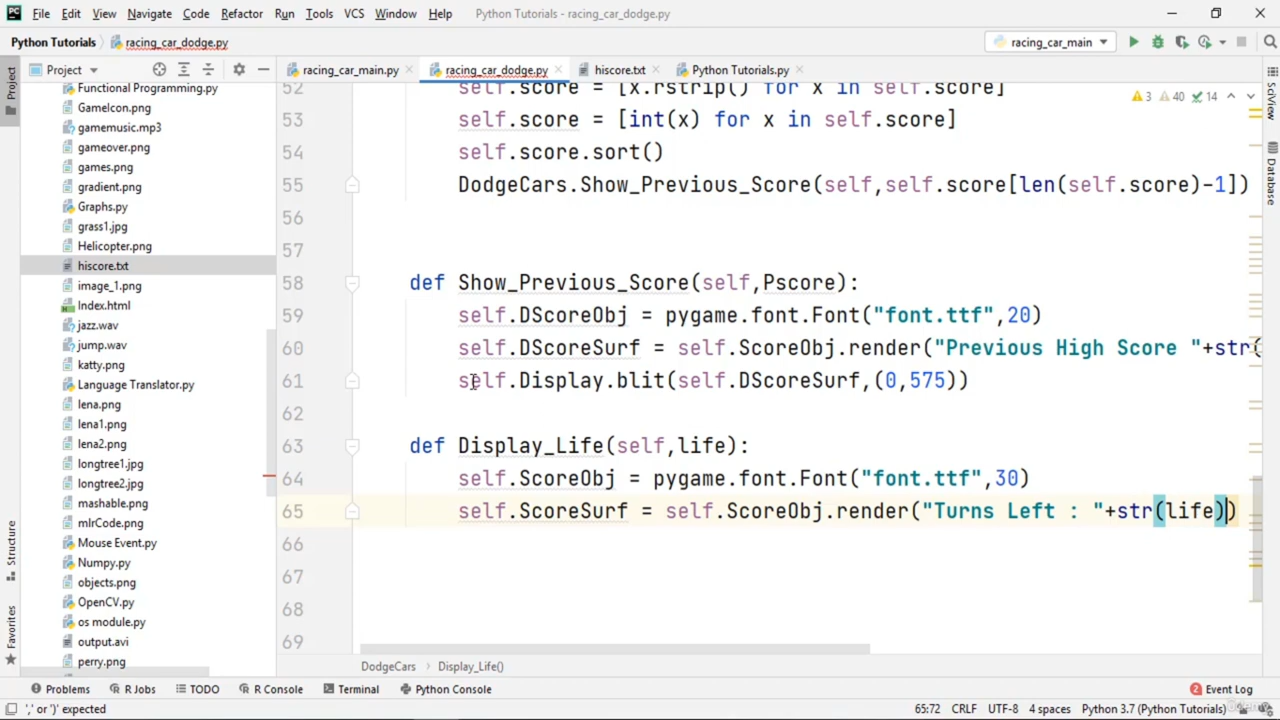 File Edit View Navigate Code Refactor Run Tools VCS Window Help Python Tutorials - racing_car_dodge.py
Python Tutorials racing_car_dodge.py racing_car_main
Project racing_car_main.py racing_car_dodge.py hiscore.txt Python Tutorials.py
Project
SciView
Database
Structure
Favorites
Functional Programming.py
GameIcon.png
gamemusic.mp3
gameover.png
games.png
gradient.png
Graphs.py
grass1.jpg
Helicopter.png
hiscore.txt
image_1.png
Index.html
jazz.wav
jump.wav
katty.png
Language Translator.py
lena.png
lena1.png
lena2.png
longtree1.jpg
longtree2.jpg
mashable.png
mlrCode.png
Mouse Event.py
Numpy.py
objects.png
OpenCV.py
os module.py
output.avi
perry.png
3 40 14
52 self.score = [x.rstrip() for x in self.score]
53 self.score = [int(x) for x in self.score]
54 self.score.sort()
55 DodgeCars.Show_Previous_Score(self,self.score[len(self.score)-1])
56
57
58 def Show_Previous_Score(self,Pscore):
59 self.DScoreObj = pygame.font.Font("font.ttf",20)
60 self.DScoreSurf = self.ScoreObj.render("Previous High Score "+str(
61 self.Display.blit(self.DScoreSurf,(0,575))
62
63 def Display_Life(self,life):
64 self.ScoreObj = pygame.font.Font("font.ttf",30)
65 self.ScoreSurf = self.ScoreObj.render("Turns Left : "+str(life))
66
67
68
69
DodgeCars Display_Life()
Problems R Jobs TODO R Console Terminal Python Console 2 Event Log
',' or ')' expected 65:72 CRLF UTF-8 4 spaces Python 3.7 (Python Tutorials)